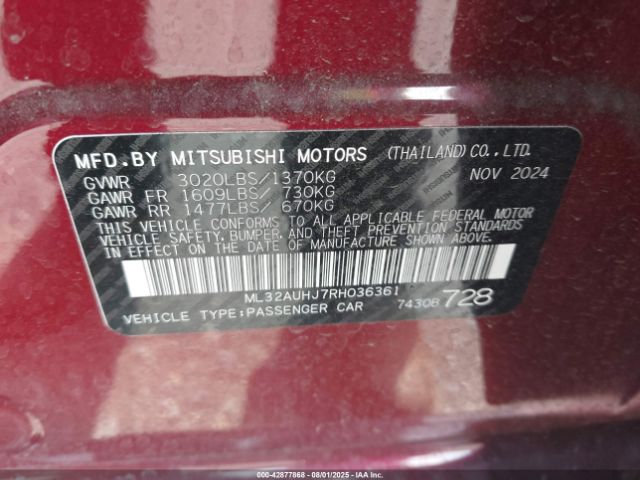 MFD.BY MITSUBISHI MOTORS (THAILAND)CO.,LTD.
GVWR 3020LBS/1370KG NOV 2024
GAWR FR 1609LBS/ 730KG
GAWR RR 1477LBS/ 670KG
THIS VEHICLE CONFORMS TO ALL APPLICABLE FEDERAL MOTOR
VEHICLE SAFETY, BUMPER, AND THEFT PREVENTION STANDARDS
IN EFFECT ON THE DATE OF MANUFACTURE SHOWN ABOVE.
ML32AUHJ7RH036361
VEHICLE TYPE:PASSENGER CAR 7430B 728
000-42877868 - 08/01/2025 - IAA Inc.